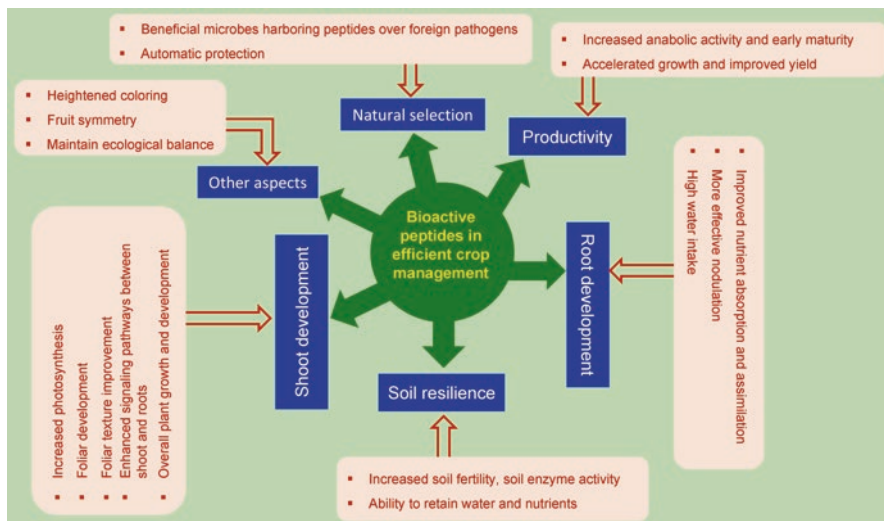 Beneficial microbes harboring peptides over foreign pathogens
Automatic protection
Increased anabolic activity and early maturity
Accelerated growth and improved yield
Heightened coloring
Fruit symmetry
Maintain ecological balance
Natural selection
Productivity
Other aspects
Bioactive
peptides in
efficient crop
management
Improved nutrient absorption and assimilation
More effective nodulation
High water intake
Root development
Shoot development
Increased photosynthesis
Foliar development
Foliar texture improvement
Enhanced signaling pathways between
shoot and roots
Overall plant growth and development
Soil resilience
Increased soil fertility, soil enzyme activity
Ability to retain water and nutrients